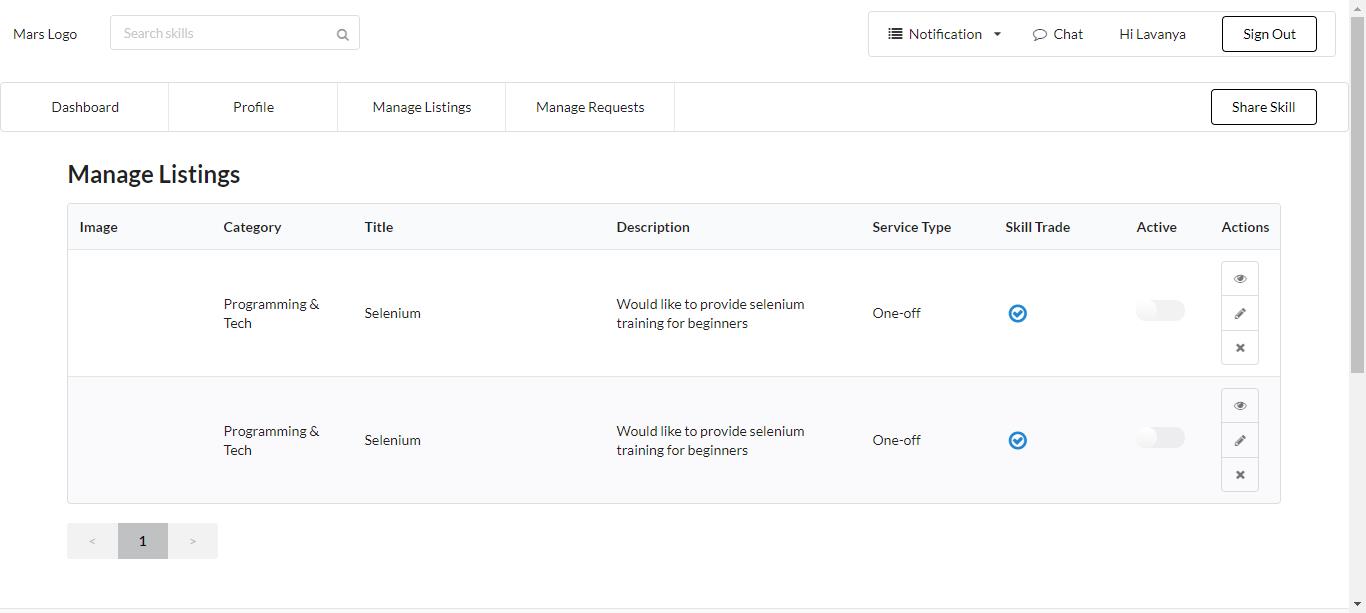 Mars Logo
Search skills
Notification
Chat
Hi Lavanya
Sign Out
Dashboard
Profile
Manage Listings
Manage Requests
Share Skill
Manage Listings
Image Category Title Description Service Type Skill Trade Active Actions
Programming &
Tech
Selenium
Would like to provide selenium
training for beginners
One-off
Programming &
Tech
Selenium
Would like to provide selenium
training for beginners
One-off
< 1 >